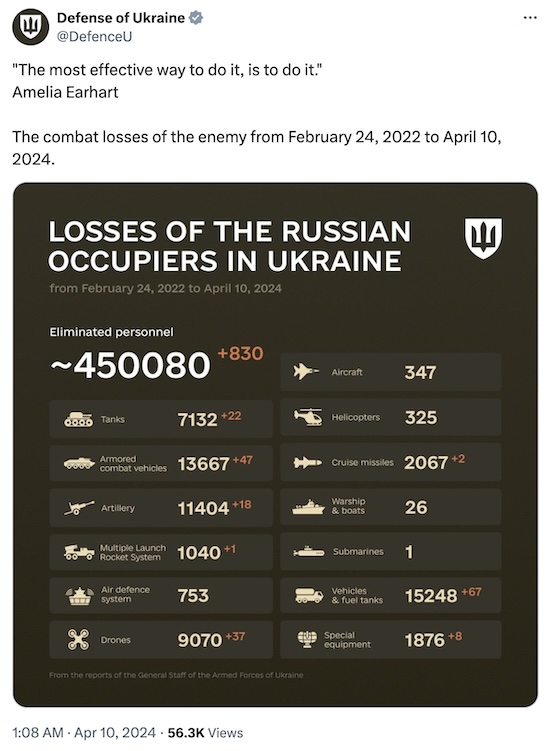 Defense of Ukraine
@DefenceU
"The most effective way to do it, is to do it."
Amelia Earhart
The combat losses of the enemy from February 24, 2022 to April 10,
2024.
LOSSES OF THE RUSSIAN
OCCUPIERS IN UKRAINE
from February 24, 2022 to April 10, 2024
Eliminated personnel
~450080 +830
Tanks 7132 +22
Armored
combat vehicles 13667 +47
Artillery 11404 +18
Multiple Launch
Rocket System 1040 +1
Air defence
system 753
Drones 9070 +37
Aircraft 347
Helicopters 325
Cruise missiles 2067 +2
Warship
& boats 26
Submarines 1
Vehicles
& fuel tanks 15248 +67
Special
equipment 1876 +8
From the reports of the General Staff of the Armed Forces of Ukraine
1:08 AM · Apr 10, 2024 · 56.3K Views